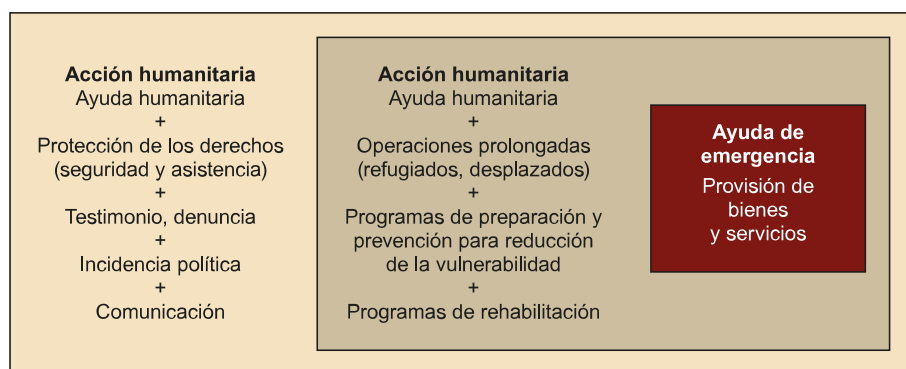 Acción humanitaria
Ayuda humanitaria
+
Protección de los derechos
(seguridad y asistencia)
+
Testimonio, denuncia
+
Incidencia política
+
Comunicación
Acción humanitaria
Ayuda humanitaria
+
Operaciones prolongadas
(refugiados, desplazados)
+
Programas de preparación y
prevención para reducción
de la vulnerabilidad
+
Programas de rehabilitación
Ayuda de
emergencia
Provisión de
bienes
y servicios